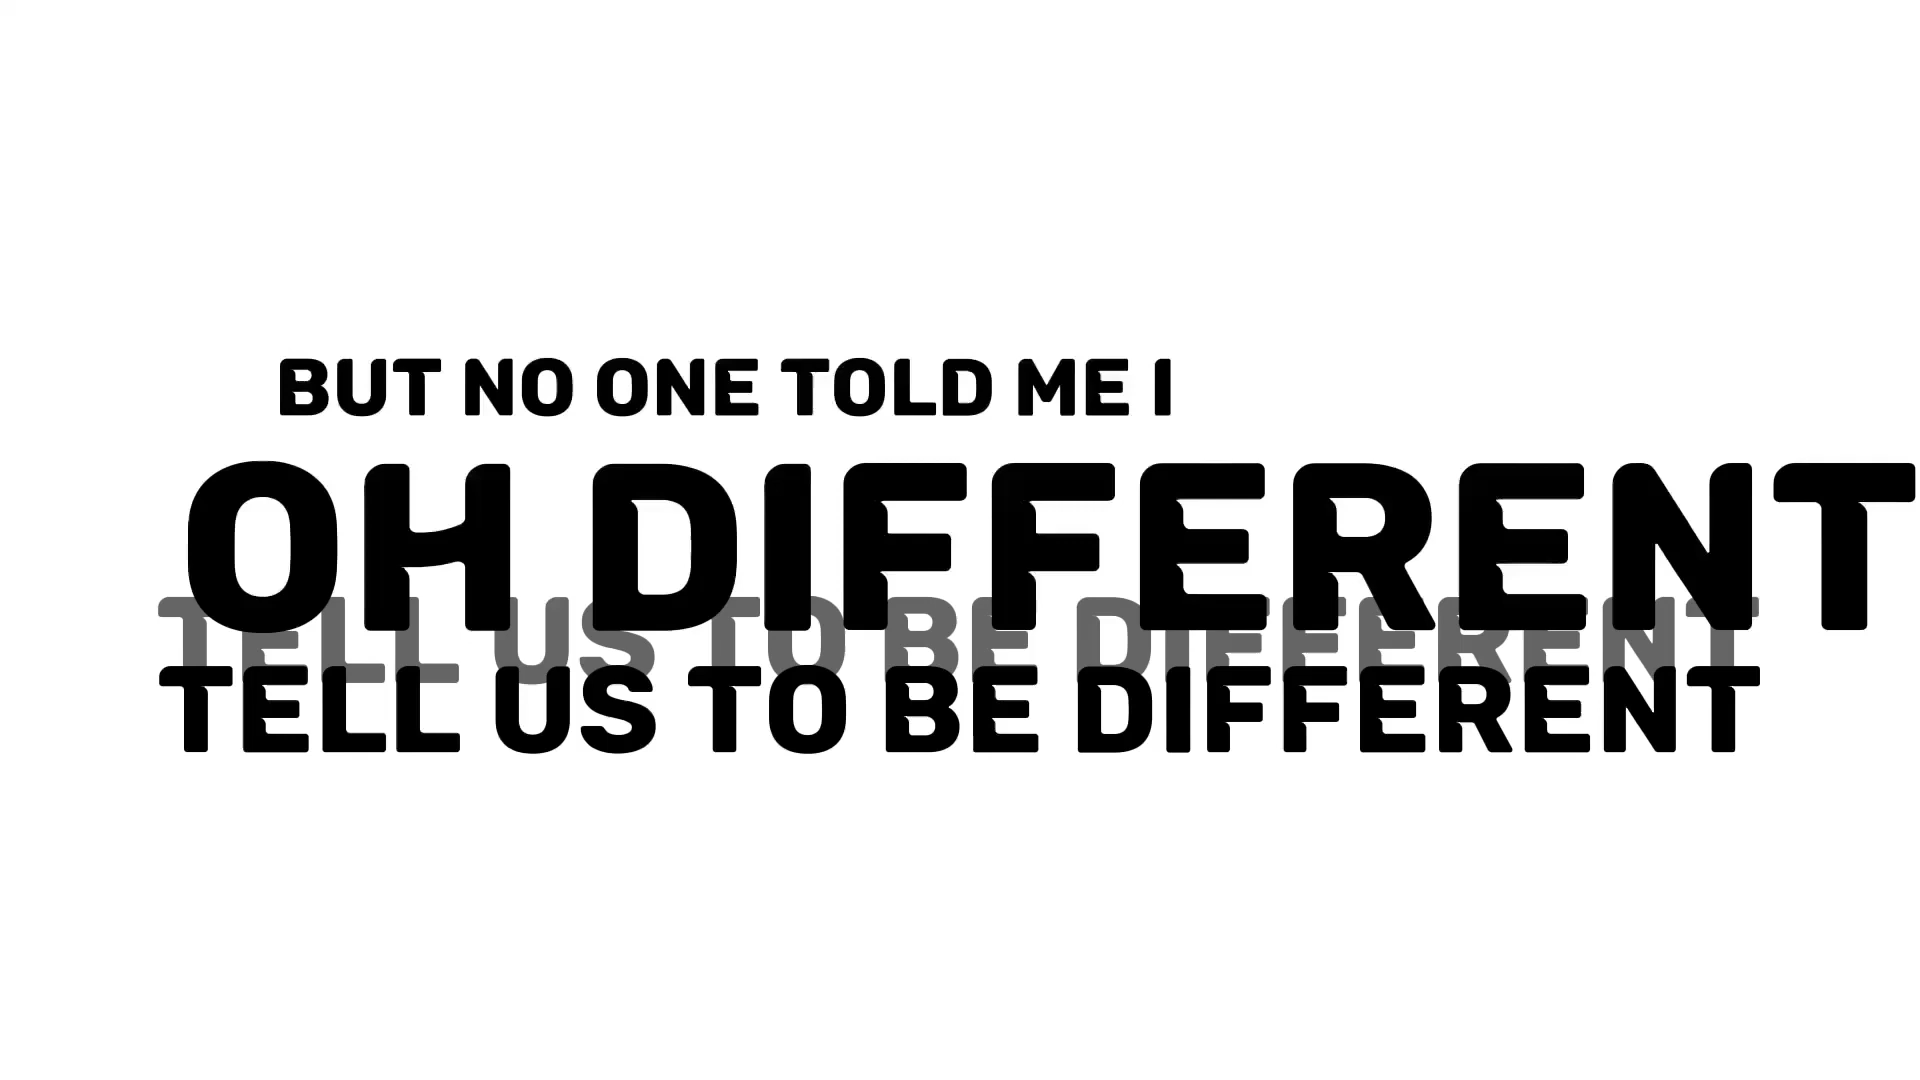 BUT NO ONE TOLD ME I
OH DIFFERENT
TELL US TO BE DIFFERENT
TELL US TO BE DIFFERENT